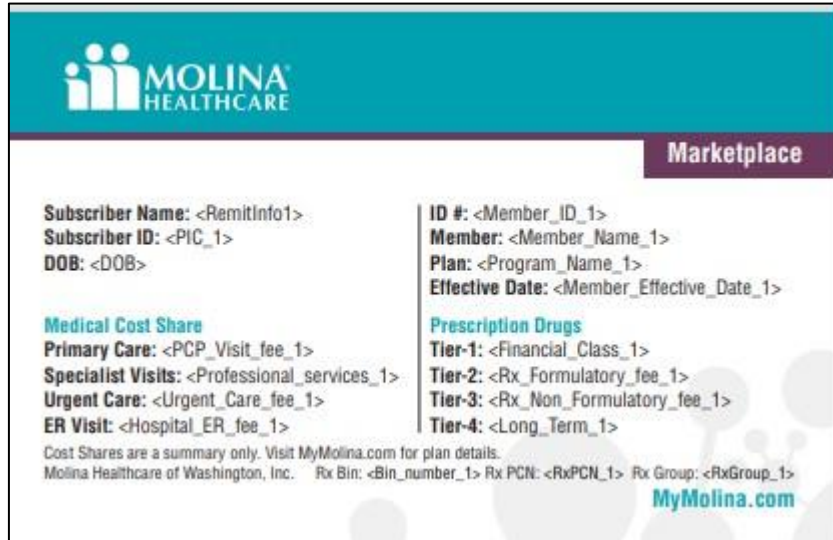 MOLINA
HEALTHCARE
Marketplace
Subscriber Name: <RemitInfo1>
Subscriber ID: <PIC_1>
DOB: <DOB>
ID #: <Member_ID_1>
Member: <Member_Name_1>
Plan: <Program_Name_1>
Effective Date: <Member_Effective_Date_1>
Medical Cost Share
Primary Care: <PCP_Visit_fee_1>
Specialist Visits: <Professional_services_1>
Urgent Care: <Urgent_Care_fee_1>
ER Visit: <Hospital_ER_fee_1>
Prescription Drugs
Tier-1: <Financial_Class_1>
Tier-2: <Rx_Formulatory_fee_1>
Tier-3: <Rx_Non_Formulatory_fee_1>
Tier-4: <Long_Term_1>
Cost Shares are a summary only. Visit MyMolina.com for plan details.
Molina Healthcare of Washington, Inc. Rx Bin: <Bin_number_1> Rx PCN: <RxPCN_1> Rx Group: <RxGroup_1>
MyMolina.com